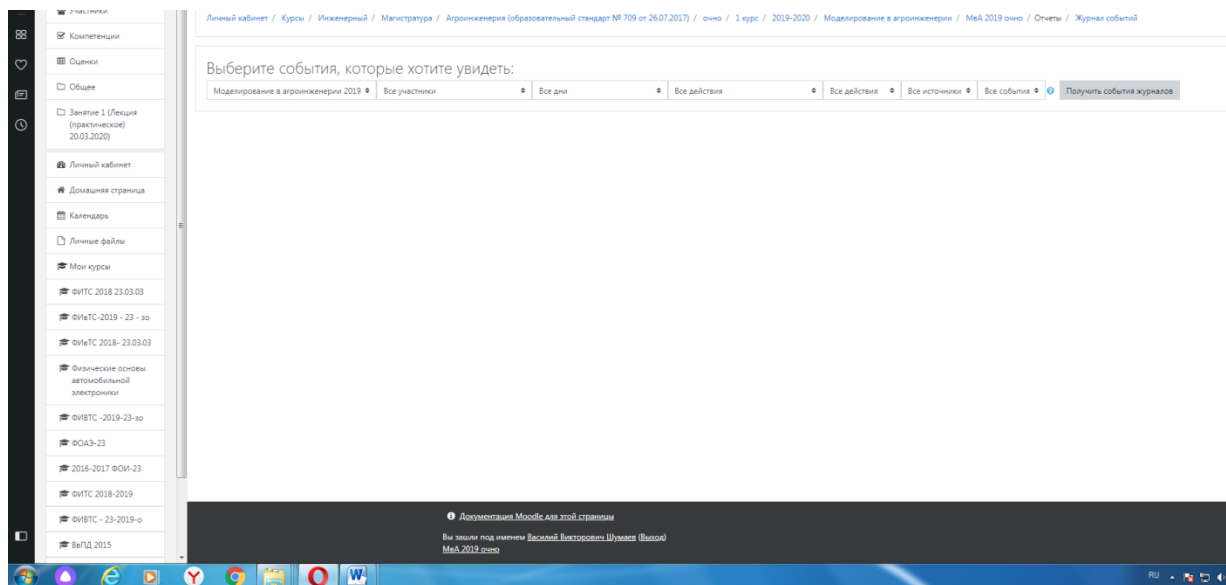 Участники
Компетенции
Оценки
Общее
Занятие 1 (Лекция
(практическое)
20.03.2020)
Личный кабинет
Домашняя страница
Календарь
Личные файлы
Мои курсы
ФИТС 2018 23.03.03
ФИвТС-2019 - 23 - зо
ФИвТС 2018- 23.03.03
Физические основы
автомобильной
электроники
ФИВТС -2019-23-зо
ФОАЭ-23
2016-2017 ФОИ-23
ФИТС 2018-2019
ФИВТС - 23-2019-о
ВвПД 2015
Личный кабинет / Курсы / Инженерный / Магистратура / Агроинженерия (образовательный стандарт № 709 от 26.07.2017) / очно / 1 курс / 2019-2020 / Моделирование в агроинженерии / МвА 2019 очно / Отчеты / Журнал событий
Выберите события, которые хотите увидеть:
Моделирование в агроинженерии 2019 Все участники Все дни Все действия Все действия Все источники Все события Получить события журналов
Документация Moodle для этой страницы
Вы зашли под именем Василий Викторович Шумаев (Выход)
МвА 2019 очно
RU